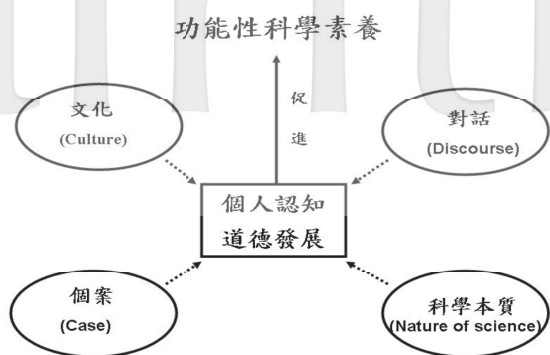 功能性科學素養
促
進
文化
(Culture)
對話
(Discourse)
個人認知
道德發展
個案
(Case)
科學本質
(Nature of science)